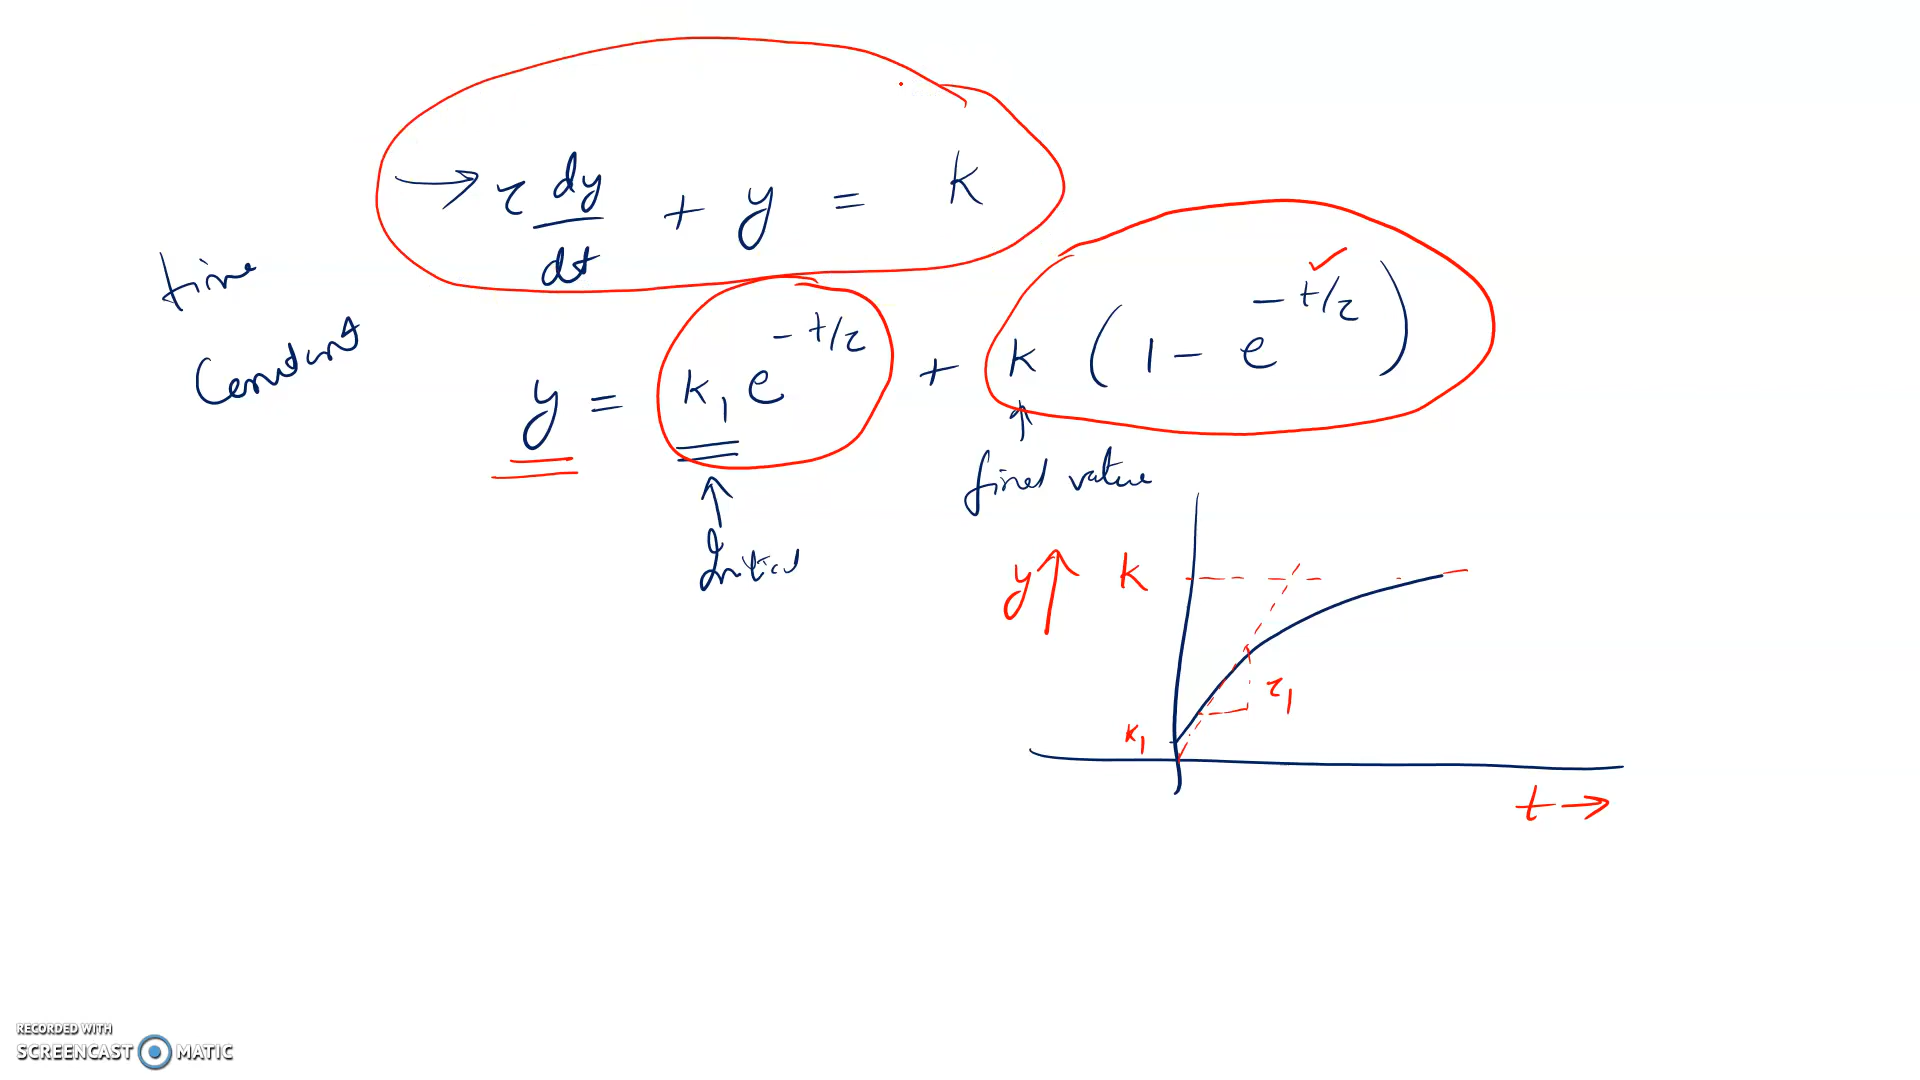 → τ dy/dt + y = k
time
Constant
y = k₁ e^(-t/τ) + k (1 - e^(-t/τ))
final value
Initial
y ↑ k
τ₁
K₁
t →
RECORDED WITH
SCREENCAST MATIC